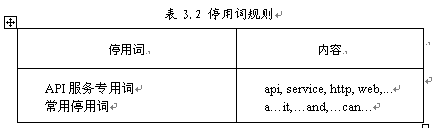 表 3.2 停用词规则
停用词 内容
API 服务专用词 api, service, http, web,...
常用停用词 a…it,…and,…can…